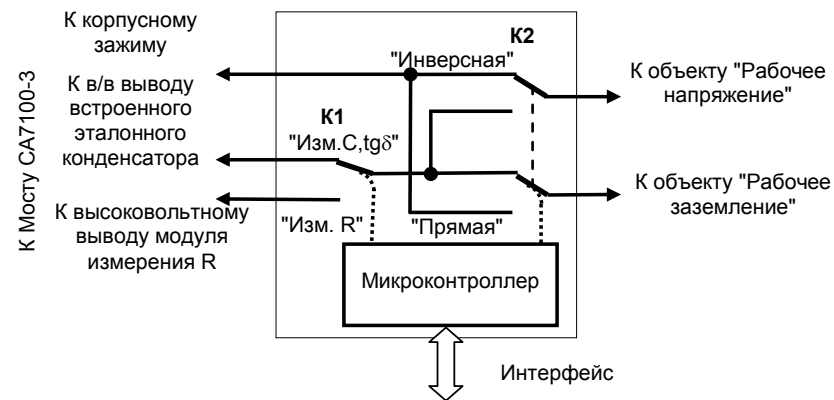 К Мосту СА7100-3
К корпусному
зажиму
К в/в выводу
встроенного
эталонного
конденсатора
К высоковольтному
выводу модуля
измерения R
К2
"Инверсная"
К1
"Изм.C,tgδ"
"Изм. R"
"Прямая"
Микроконтроллер
К объекту "Рабочее
напряжение"
К объекту "Рабочее
заземление"
Интерфейс